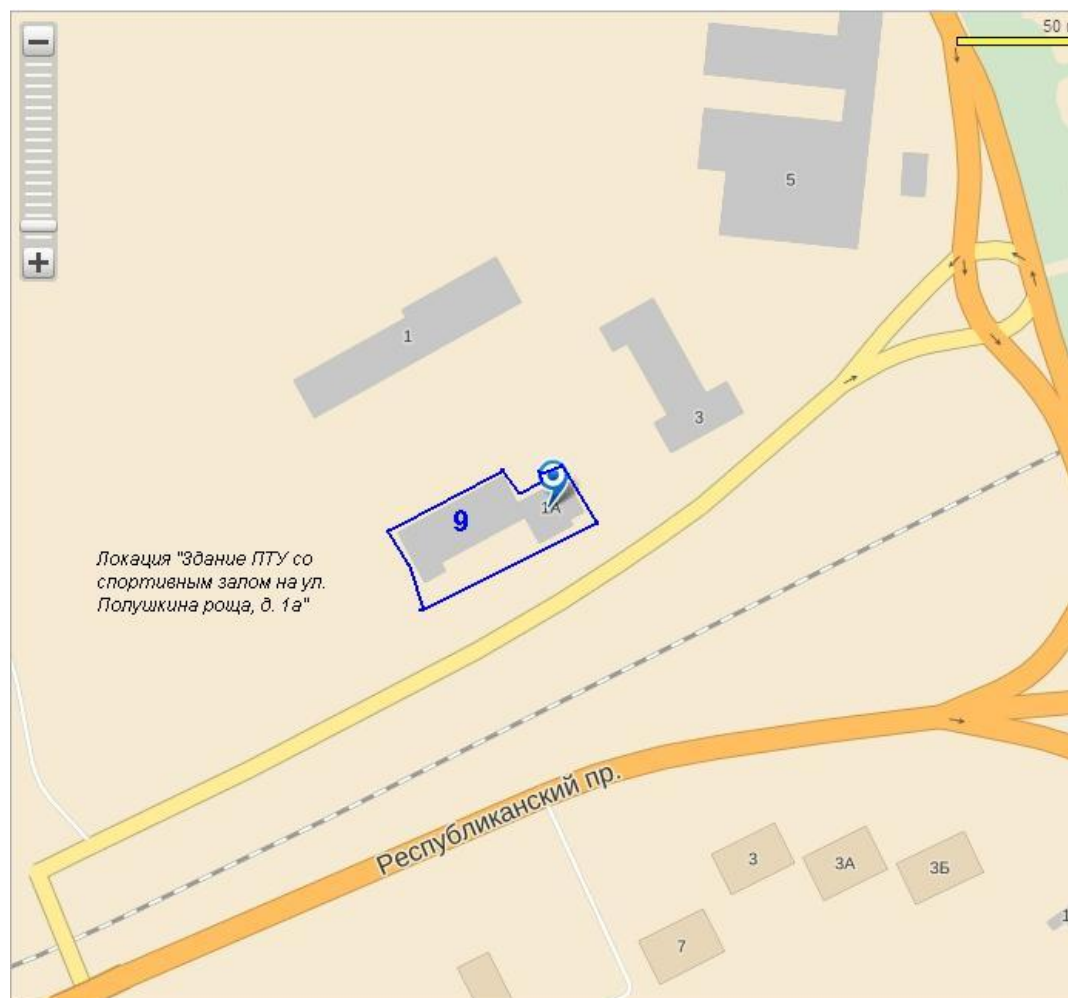 50
5
1
3
1А
9
Локация "Здание ПТУ со
спортивным залом на ул.
Полушкина роща, д. 1а"
Республиканский пр.
3
3А
3Б
7
1